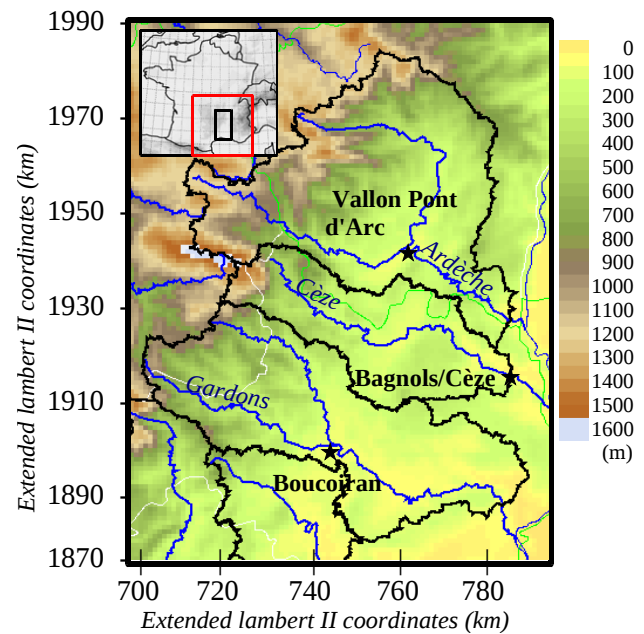 1990
1970
1950
1930
1910
1890
1870
Extended lambert II coordinates (km)
Vallon Pont
d'Arc
Ardèche
Cèze
Bagnols/Cèze
Gardons
Boucoiran
0
100
200
300
400
500
600
700
800
900
1000
1100
1200
1300
1400
1500
1600
(m)
700
720
740
760
780
Extended lambert II coordinates (km)